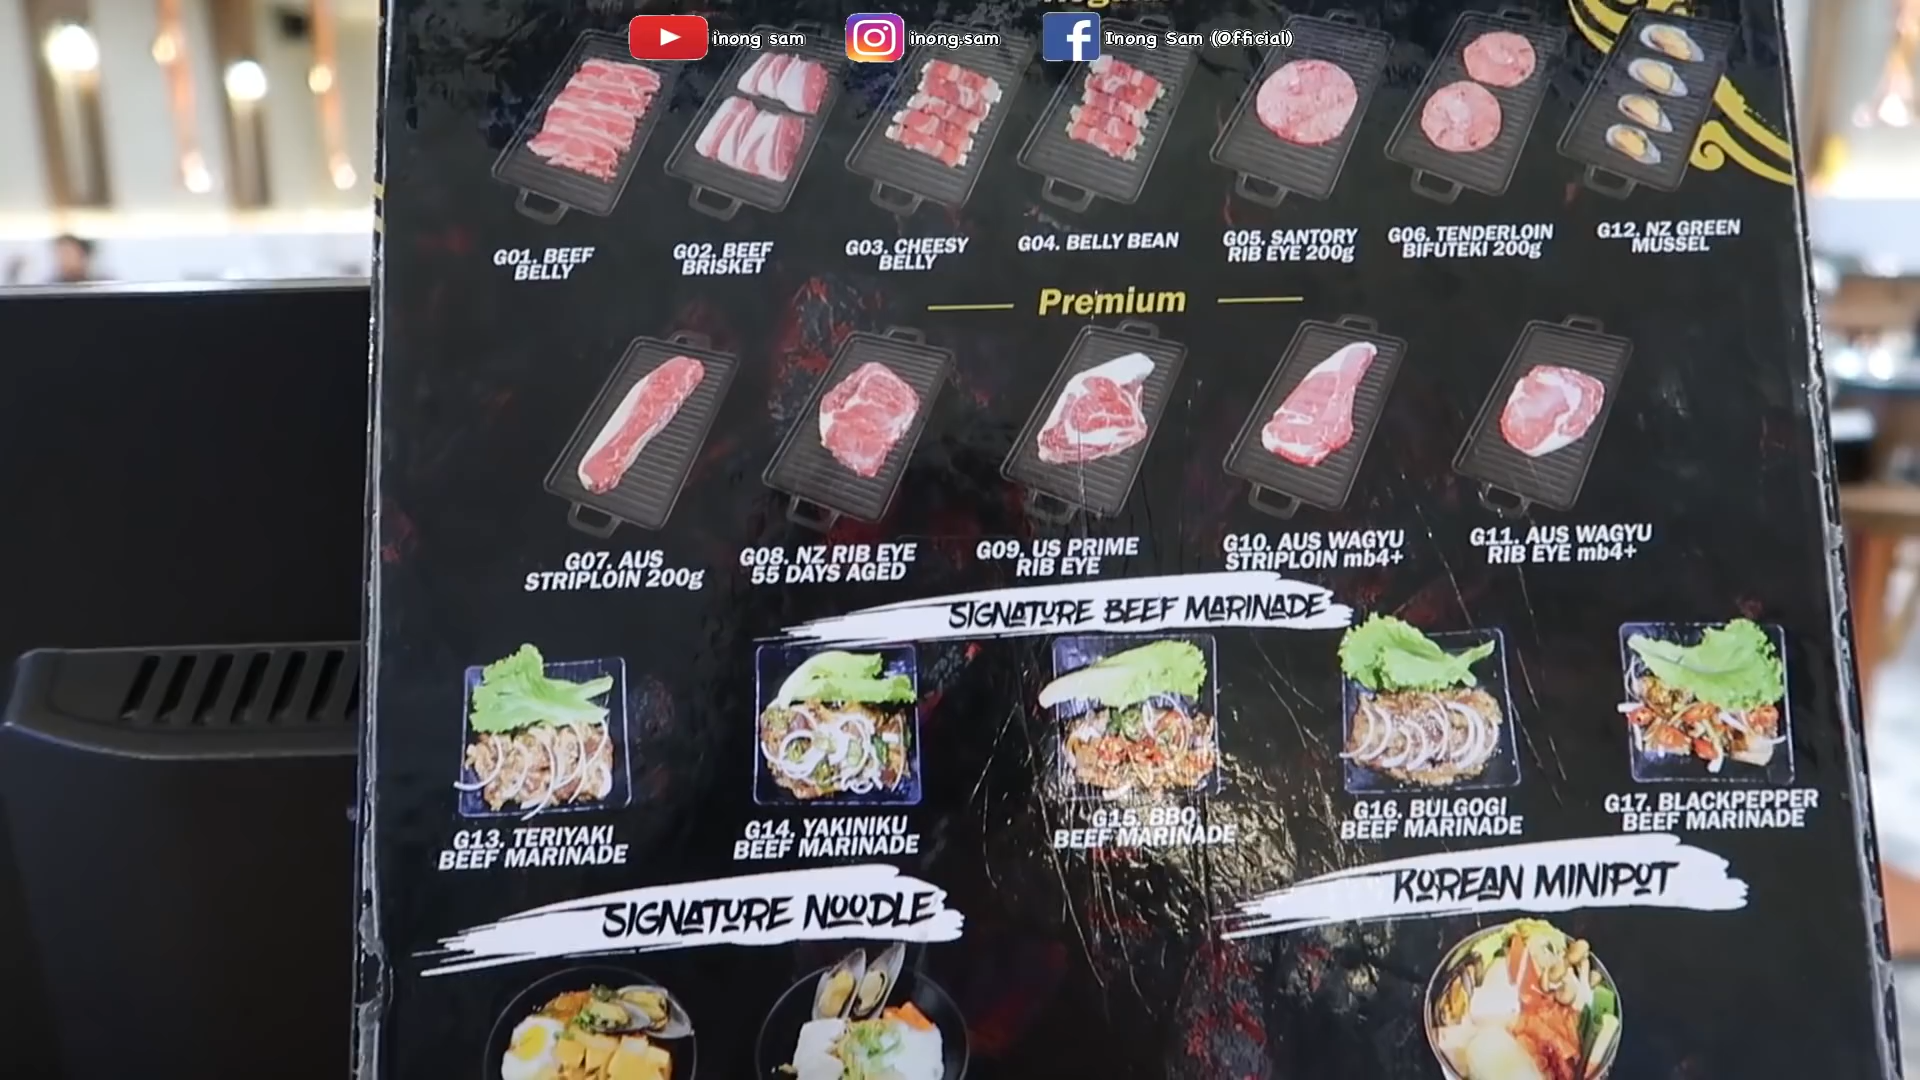 inong sam
inong.sam
Inong Sam (Official)
G01. BEEF
BELLY
G02. BEEF
BRISKET
G03. CHEESY
BELLY
G04. BELLY BEAN
G05. SANTORY
RIB EYE 200g
G06. TENDERLOIN
BIFUTEKI 200g
G12. NZ GREEN
MUSSEL
Premium
G07. AUS
STRIPLOIN 200g
G08. NZ RIB EYE
55 DAYS AGED
G09. US PRIME
RIB EYE
G10. AUS WAGYU
STRIPLOIN mb4+
G11. AUS WAGYU
RIB EYE mb4+
SIGNATURE BEEF MARINADE
G13. TERIYAKI
BEEF MARINADE
G14. YAKINIKU
BEEF MARINADE
G15. BBQ
BEEF MARINADE
G16. BULGOGI
BEEF MARINADE
G17. BLACKPEPPER
BEEF MARINADE
SIGNATURE NOODLE
KOREAN MINIPOT